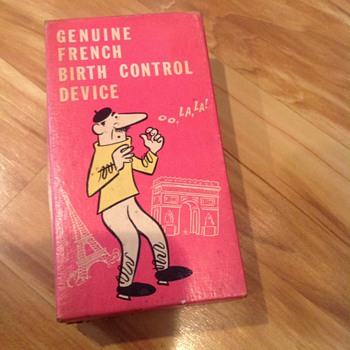 GENUINE
FRENCH
BIRTH CONTROL
DEVICE
OO, LA, LA!